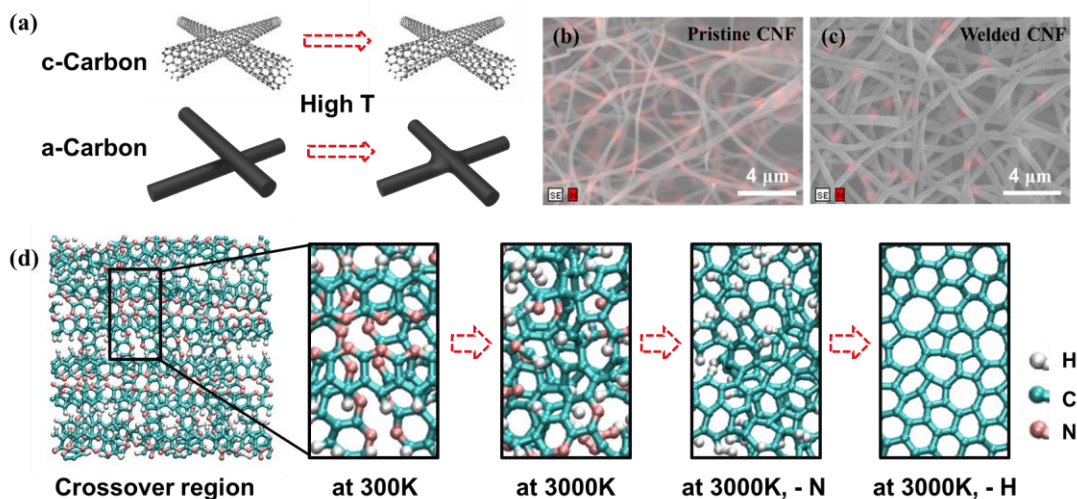 (a)
c-Carbon
High T
a-Carbon
(b)
Pristine CNF
4 μm
SE
N
(c)
Welded CNF
4 μm
SE
N
(d)
H
C
N
Crossover region
at 300K
at 3000K
at 3000K, - N
at 3000K, - H